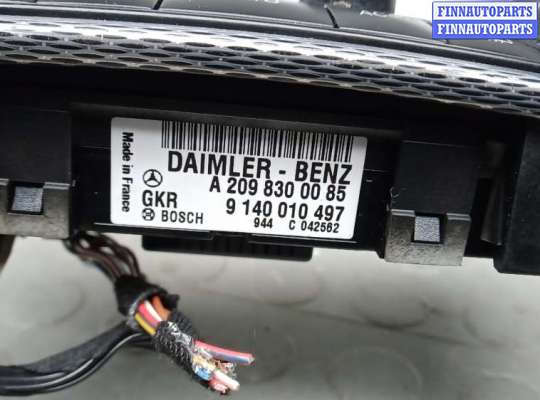 FINNAUTOPARTS
FINNAUTOPARTS
Made in France
DAIMLER - BENZ
A 209 830 00 85
GKR 9 140 010 497
BOSCH 944 C 042562